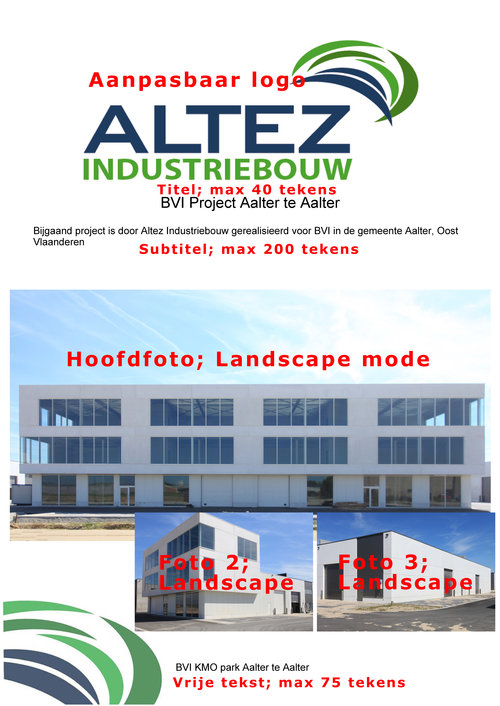 Aanpasbaar logo
ALTEZ
INDUSTRIEBOUW
Titel; max 40 tekens
BVI Project Aalter te Aalter
Bijgaand project is door Altez Industriebouw gerealisieerd voor BVI in de gemeente Aalter, Oost
Vlaanderen
Subtitel; max 200 tekens
Hoofdfoto; Landscape mode
Foto 2;
Landscape
Foto 3;
Landscape
BVI KMO park Aalter te Aalter
Vrije tekst; max 75 tekens